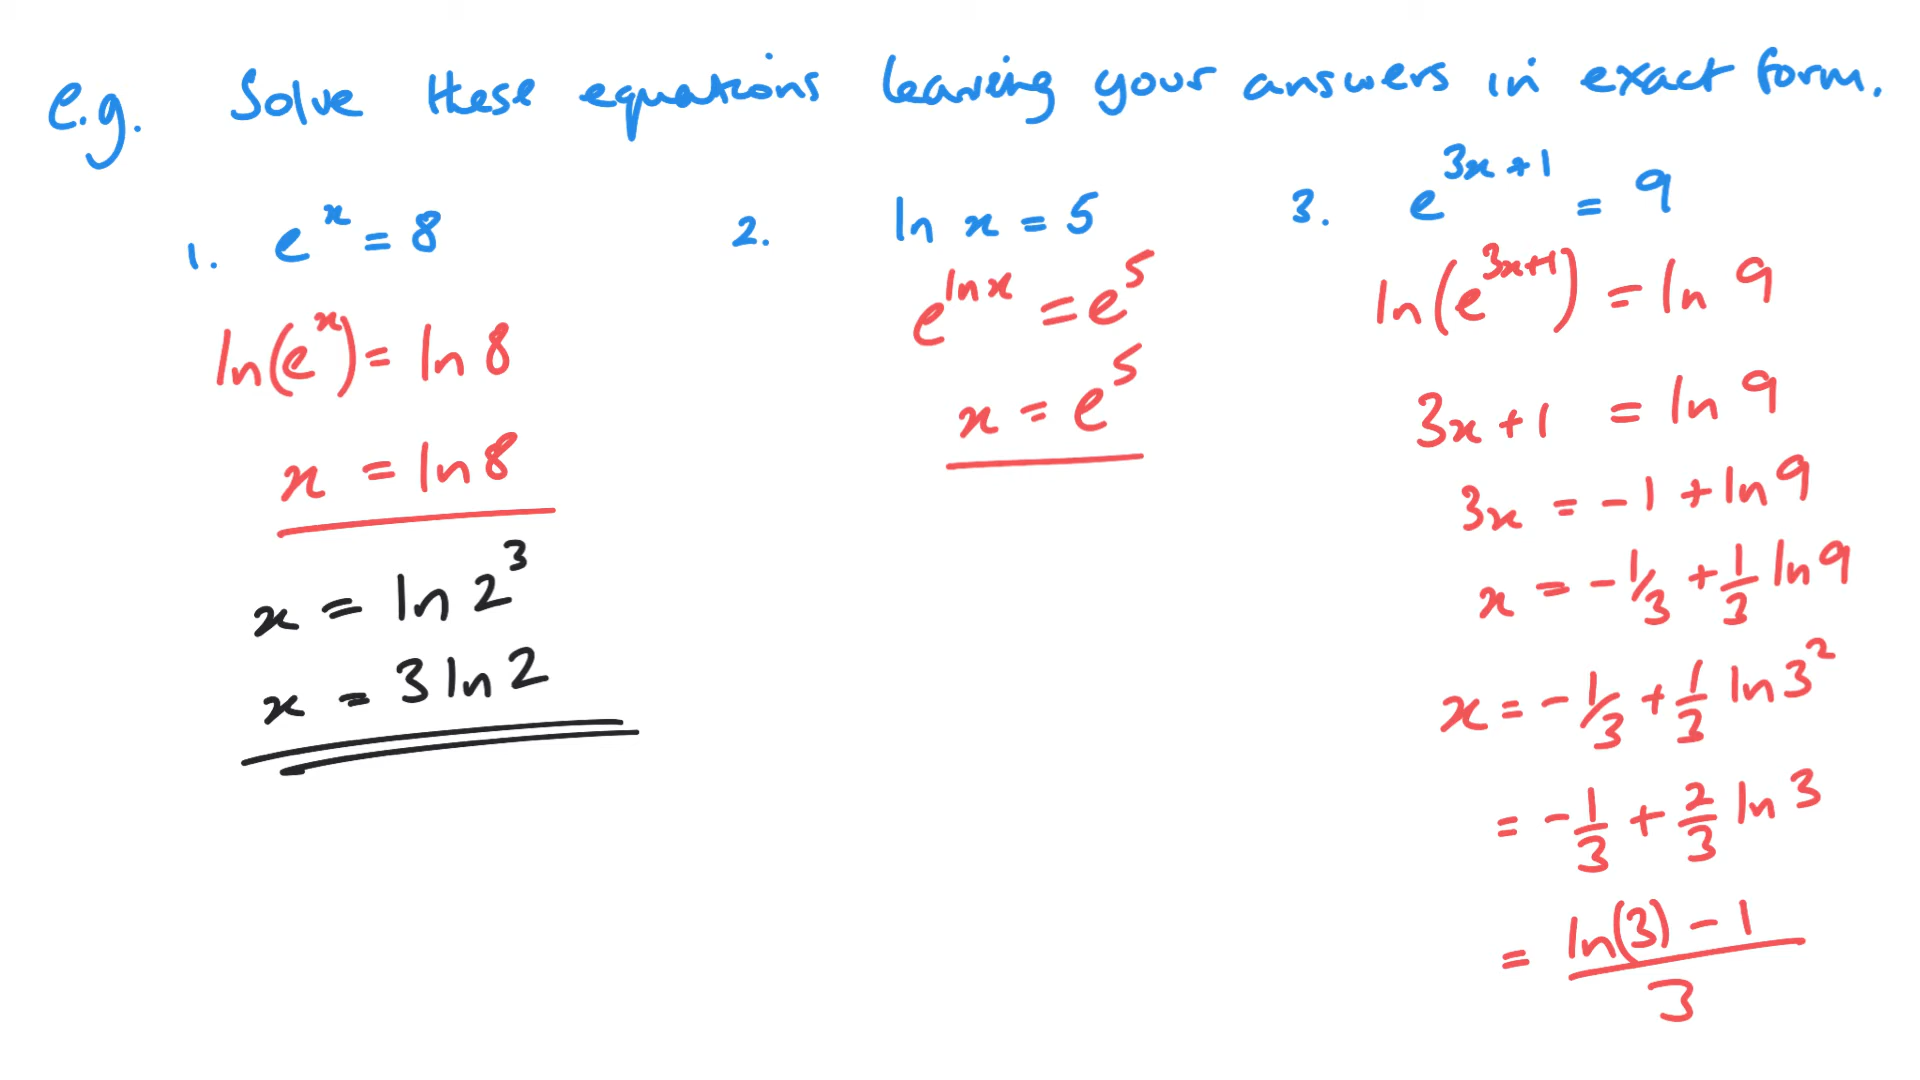 e.g. Solve these equations leaving your answers in exact form.
1. e^x = 8
ln(e^x) = ln 8
x = ln 8
x = ln 2^3
x = 3 ln 2
2. ln x = 5
e^{ln x} = e^5
x = e^5
3. e^{3x+1} = 9
ln(e^{3x+1}) = ln 9
3x + 1 = ln 9
3x = -1 + ln 9
x = -1/3 + 1/3 ln 9
x = -1/3 + 1/3 ln 3^2
= -1/3 + 2/3 ln 3
= (ln(3) - 1)/3